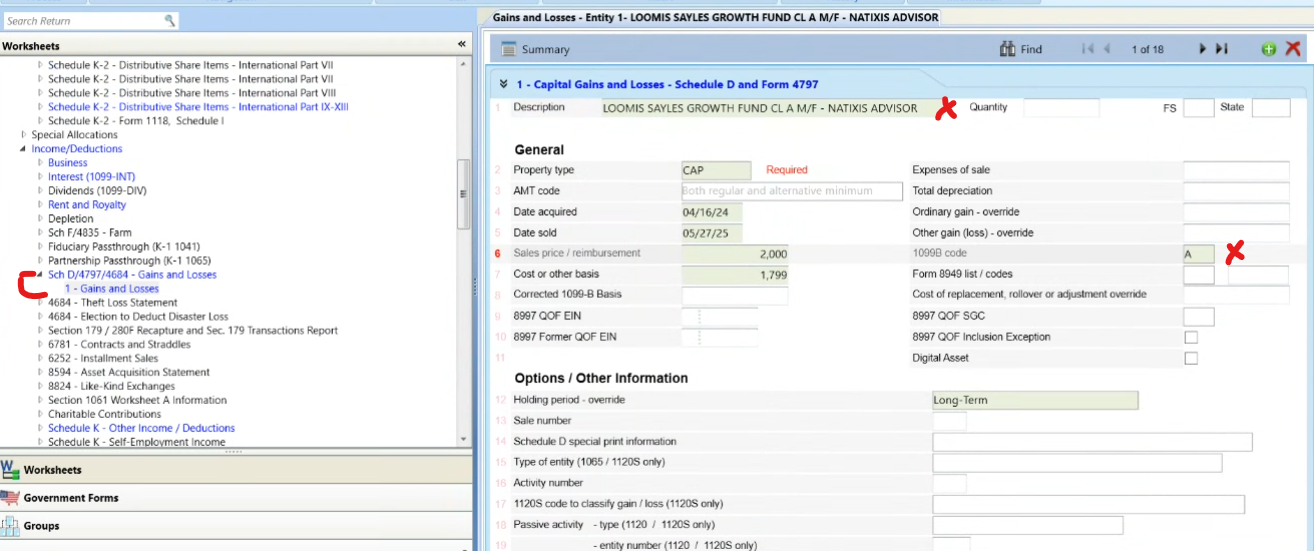 Gains and Losses - Entity 1- LOOMIS SAYLES GROWTH FUND CL A M/F - NATIXIS ADVISOR
Search Return
Worksheets
Schedule K-2 - Distributive Share Items - International Part VII
Schedule K-2 - Distributive Share Items - International Part VII
Schedule K-2 - Distributive Share Items - International Part VIII
Schedule K-2 - Distributive Share Items - International Part IX-XIII
Schedule K-2 - Form 1118, Schedule I
Special Allocations
Income/Deductions
Business
Interest (1099-INT)
Dividends (1099-DIV)
Rent and Royalty
Depletion
Sch F/4835 - Farm
Fiduciary Passthrough (K-1 1041)
Partnership Passthrough (K-1 1065)
Sch D/4797/4684 - Gains and Losses
1 - Gains and Losses
4684 - Theft Loss Statement
4684 - Election to Deduct Disaster Loss
Section 179 / 280F Recapture and Sec. 179 Transactions Report
6781 - Contracts and Straddles
6252 - Installment Sales
8594 - Asset Acquisition Statement
8824 - Like-Kind Exchanges
Section 1061 Worksheet A Information
Charitable Contributions
Schedule K - Other Income / Deductions
Schedule K - Self-Employment Income
Worksheets
Government Forms
Groups
Summary Find 1 of 18
1 - Capital Gains and Losses - Schedule D and Form 4797
1 Description LOOMIS SAYLES GROWTH FUND CL A M/F - NATIXIS ADVISOR Quantity FS State
General
2 Property type CAP Required Expenses of sale
3 AMT code Both regular and alternative minimum Total depreciation
4 Date acquired 04/16/24 Ordinary gain - override
5 Date sold 05/27/25 Other gain (loss) - override
6 Sales price / reimbursement 2,000 1099B code A
7 Cost or other basis 1,799 Form 8949 list / codes
8 Corrected 1099-B Basis Cost of replacement, rollover or adjustment override
9 8997 QOF EIN 8997 QOF SGC
10 8997 Former QOF EIN 8997 QOF Inclusion Exception
11 Digital Asset
Options / Other Information
12 Holding period - override Long-Term
13 Sale number
14 Schedule D special print information
15 Type of entity (1065 / 1120S only)
16 Activity number
17 1120S code to classify gain / loss (1120S only)
18 Passive activity - type (1120 / 1120S only)
19 - entity number (1120 / 1120S only)